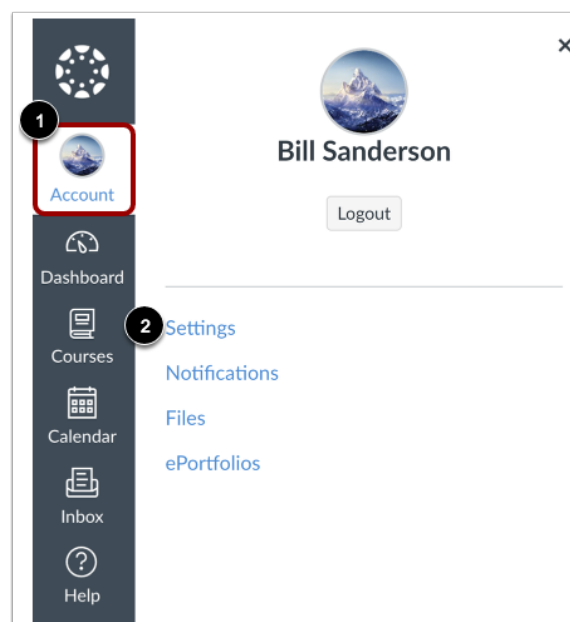 ×
Bill Sanderson
Logout
1
Account
Dashboard
Courses
Calendar
Inbox
Help
2 Settings
Notifications
Files
ePortfolios